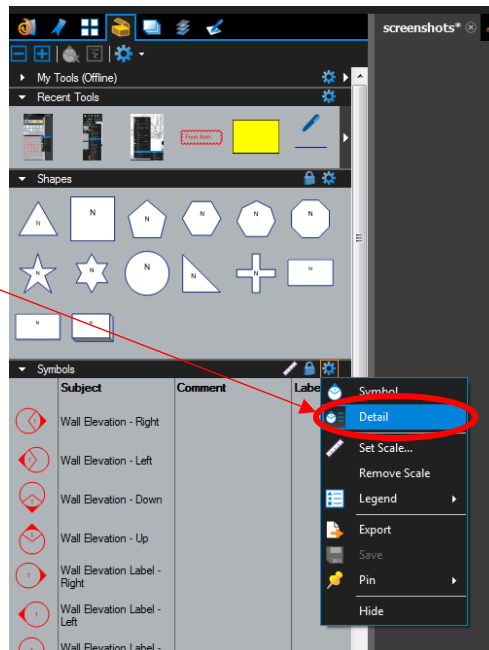 screenshots*
My Tools (Offline)
Recent Tools
From Arch:
Shapes
N N N N N N
N N N N N N
N N
Symbols
Subject Comment Labe
Symbol
Detail
Wall Elevation - Right
Set Scale...
Wall Elevation - Left
Remove Scale
Legend
Wall Elevation - Down
Export
Wall Elevation - Up
Save
Wall Elevation Label -
Right
Pin
Wall Elevation Label -
Left
Hide
Wall Elevation Label -